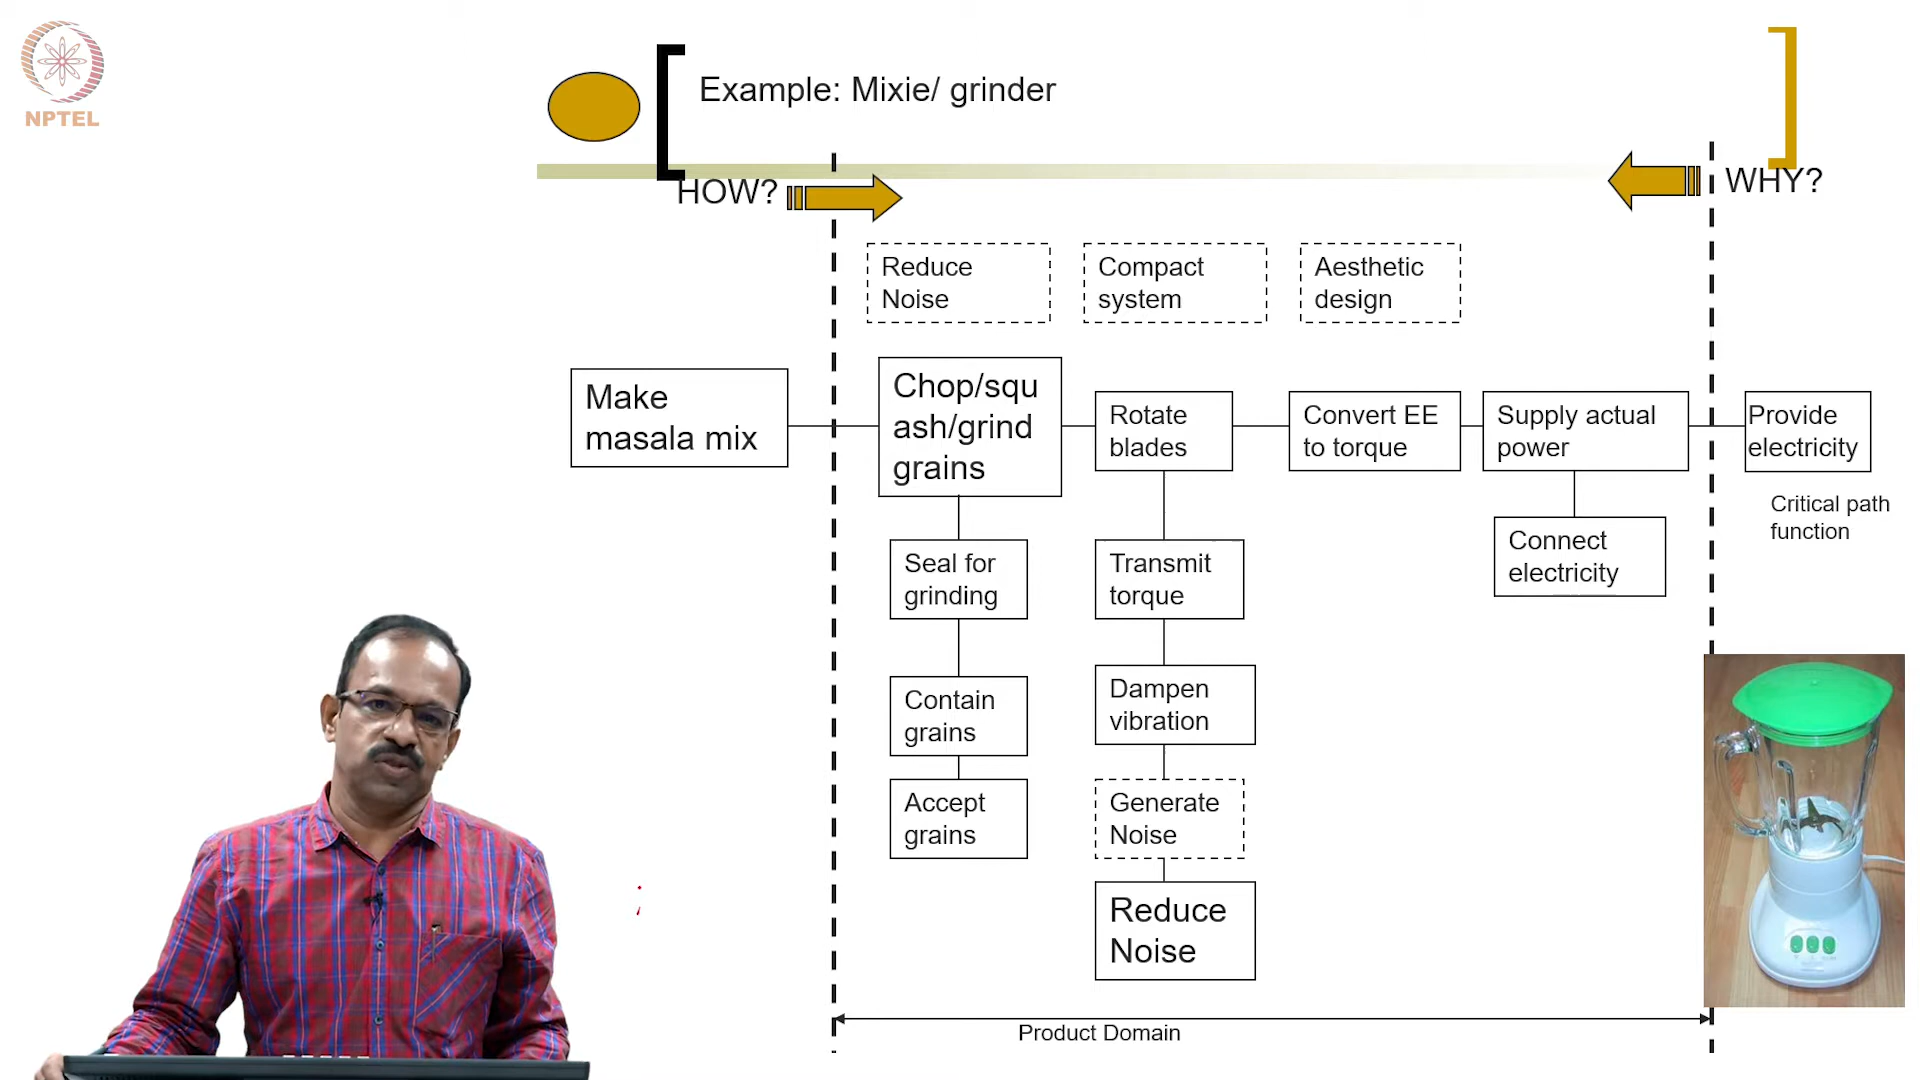 NPTEL
Example: Mixie/ grinder
HOW?
WHY?
Reduce
Noise
Compact
system
Aesthetic
design
Make
masala mix
Chop/squ
ash/grind
grains
Rotate
blades
Convert EE
to torque
Supply actual
power
Provide
electricity
Critical path
function
Connect
electricity
Seal for
grinding
Transmit
torque
Contain
grains
Dampen
vibration
Accept
grains
Generate
Noise
Reduce
Noise
Product Domain